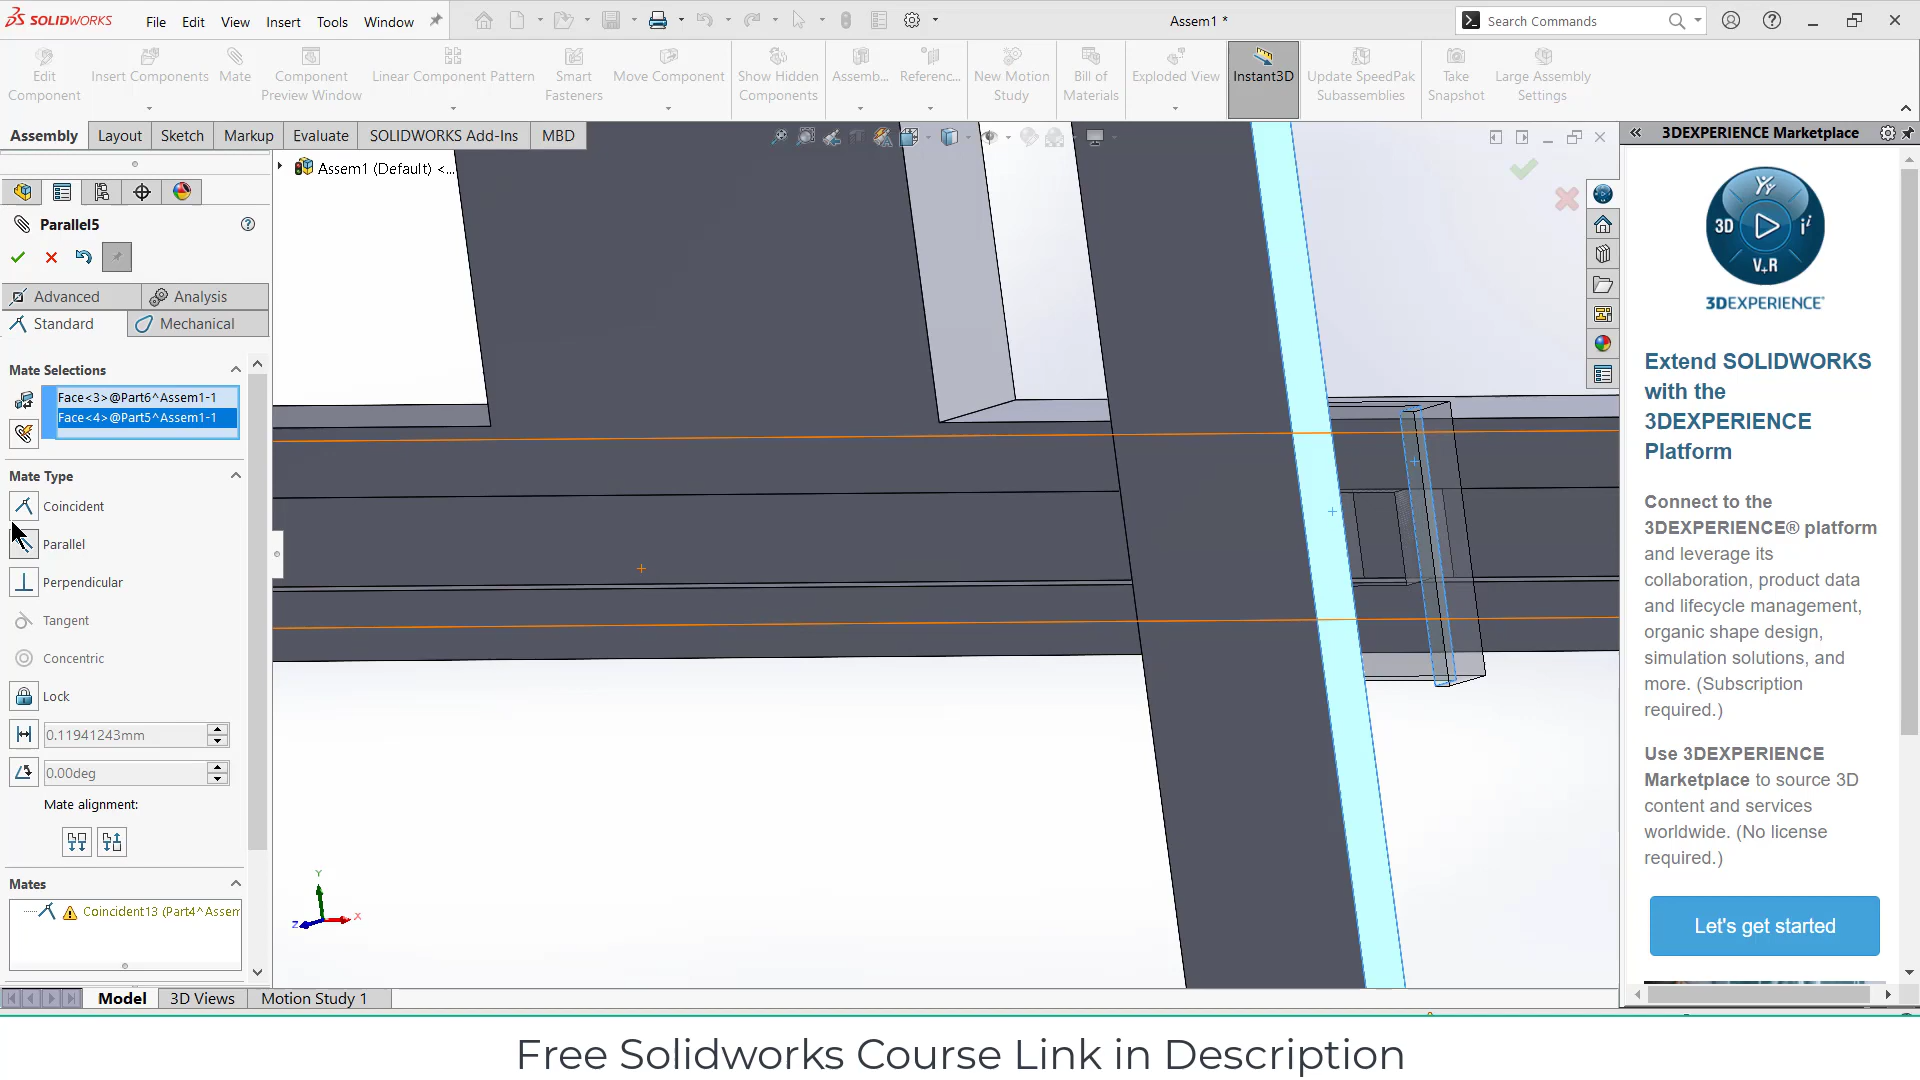 SOLIDWORKS
File Edit View Insert Tools Window
Assem1 *
Search Commands
Edit Component
Insert Components
Mate
Component Preview Window
Linear Component Pattern
Smart Fasteners
Move Component
Show Hidden Components
Assemb...
Referenc...
New Motion Study
Bill of Materials
Exploded View
Instant3D
Update SpeedPak Subassemblies
Take Snapshot
Large Assembly Settings
Assembly Layout Sketch Markup Evaluate SOLIDWORKS Add-Ins MBD
Assem1 (Default) <...
Parallel5
Advanced
Analysis
Standard
Mechanical
Mate Selections
Face<3>@Part6^Assem1-1
Face<4>@Part5^Assem1-1
Mate Type
Coincident
Parallel
Perpendicular
Tangent
Concentric
Lock
0.11941243mm
0.00deg
Mate alignment:
Mates
Coincident13 (Part4^Assem
Y
X
Z
Model 3D Views Motion Study 1
3DEXPERIENCE Marketplace
3D
V+R
3DEXPERIENCE
Extend SOLIDWORKS
with the
3DEXPERIENCE
Platform
Connect to the
3DEXPERIENCE® platform
and leverage its
collaboration, product data
and lifecycle management,
organic shape design,
simulation solutions, and
more. (Subscription
required.)
Use 3DEXPERIENCE
Marketplace to source 3D
content and services
worldwide. (No license
required.)
Let's get started
Free Solidworks Course Link in Description